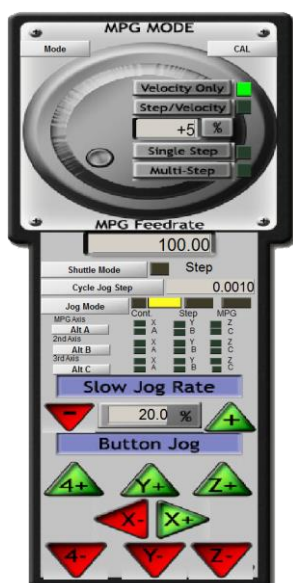 MPG MODE
Mode CAL
Velocity Only
Step/Velocity
+5 %
Single Step
Multi-Step
MPG Feedrate
100.00
Shuttle Mode Step
Cycle Jog Step 0.0010
Jog Mode
Cont. Step MPG
MPG Axis X Y Z
Alt A A B C
2nd Axis X Y Z
Alt B A B C
3rd Axis X Y Z
Alt C A B C
Slow Jog Rate
- 20.0 % +
Button Jog
4+ Y+ Z+
X- X+
4- Y- Z-